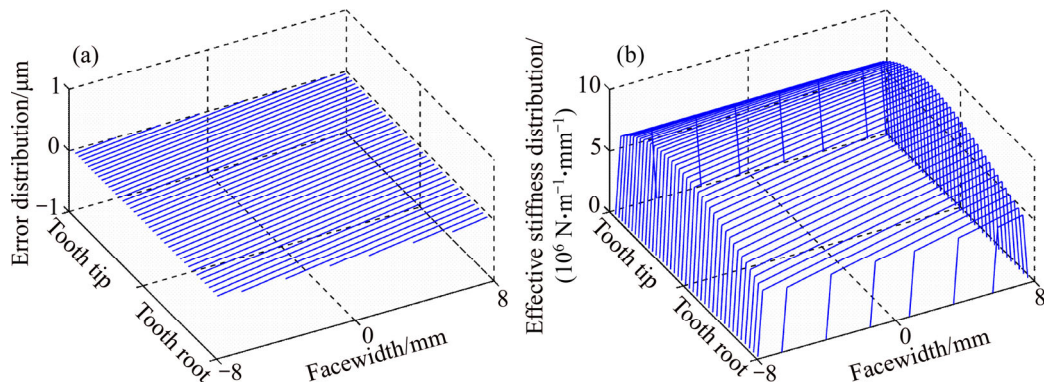 (a)
Error distribution/μm
1
0
−1
Tooth tip
Tooth root
−8
0
8
Facewidth/mm
(b)
Effective stiffness distribution/
(10⁶ N·m⁻¹·mm⁻¹)
10
5
0
Tooth tip
Tooth root
−8
0
8
Facewidth/mm